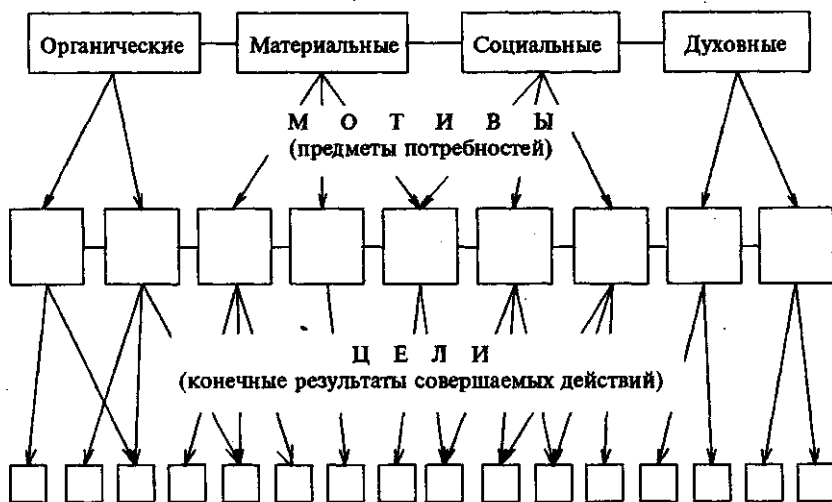 Органические Материальные Социальные Духовные
М О Т И В Ы
(предметы потребностей)
Ц Е Л И
(конечные результаты совершаемых действий)